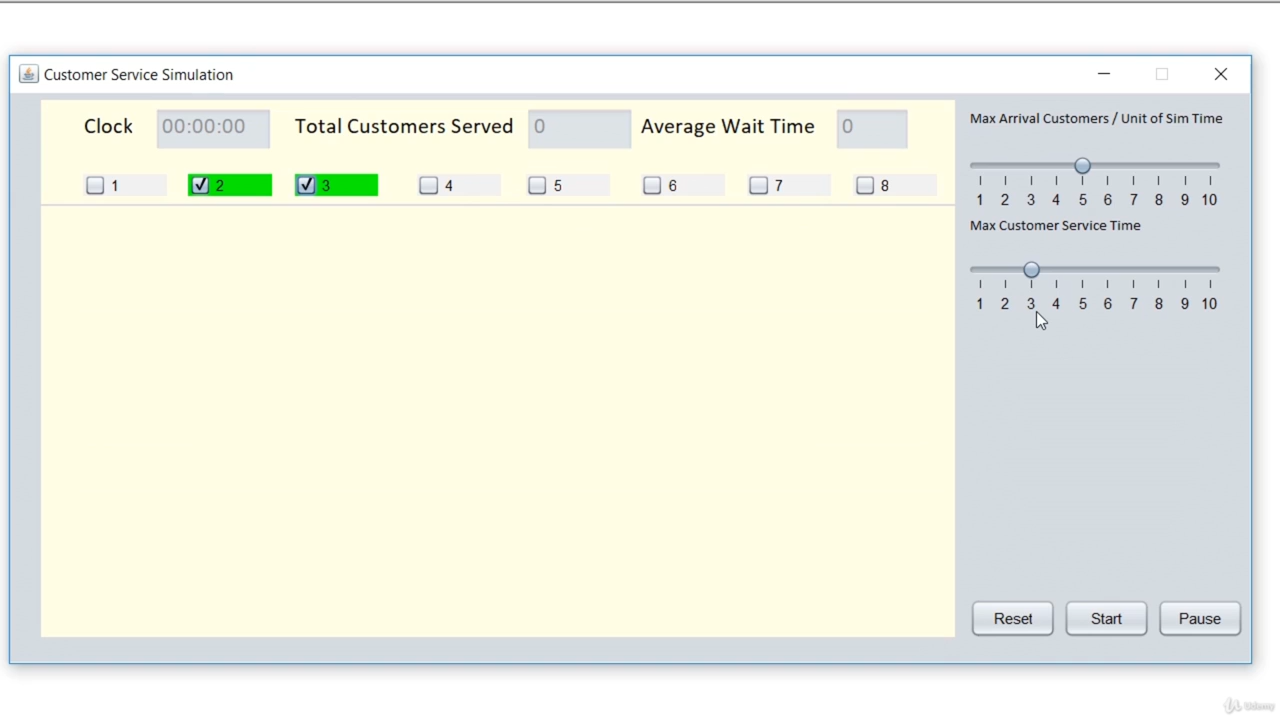 Customer Service Simulation
Clock 00:00:00 Total Customers Served 0 Average Wait Time 0
1 2 3 4 5 6 7 8
Max Arrival Customers / Unit of Sim Time
1 2 3 4 5 6 7 8 9 10
Max Customer Service Time
1 2 3 4 5 6 7 8 9 10
Reset Start Pause
Udemy